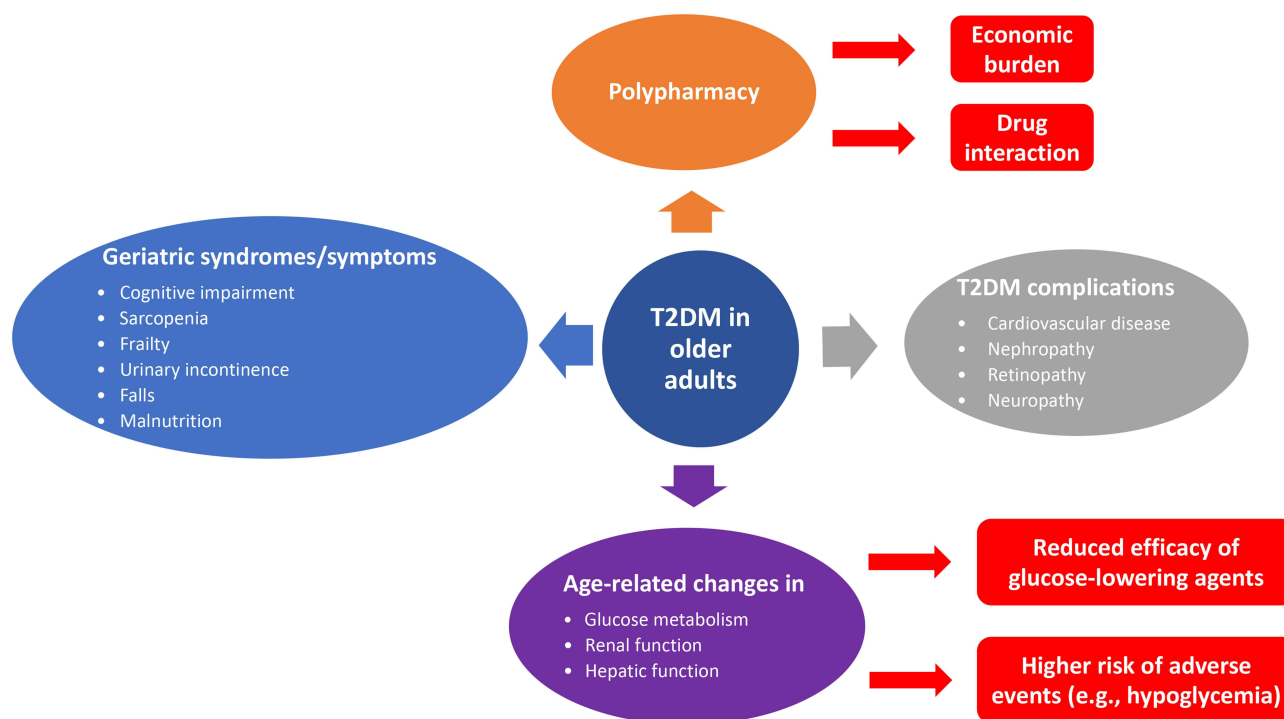 Polypharmacy
Economic
burden
Drug
interaction
Geriatric syndromes/symptoms
• Cognitive impairment
• Sarcopenia
• Frailty
• Urinary incontinence
• Falls
• Malnutrition
T2DM in
older
adults
T2DM complications
• Cardiovascular disease
• Nephropathy
• Retinopathy
• Neuropathy
Age-related changes in
• Glucose metabolism
• Renal function
• Hepatic function
Reduced efficacy of
glucose-lowering agents
Higher risk of adverse
events (e.g., hypoglycemia)